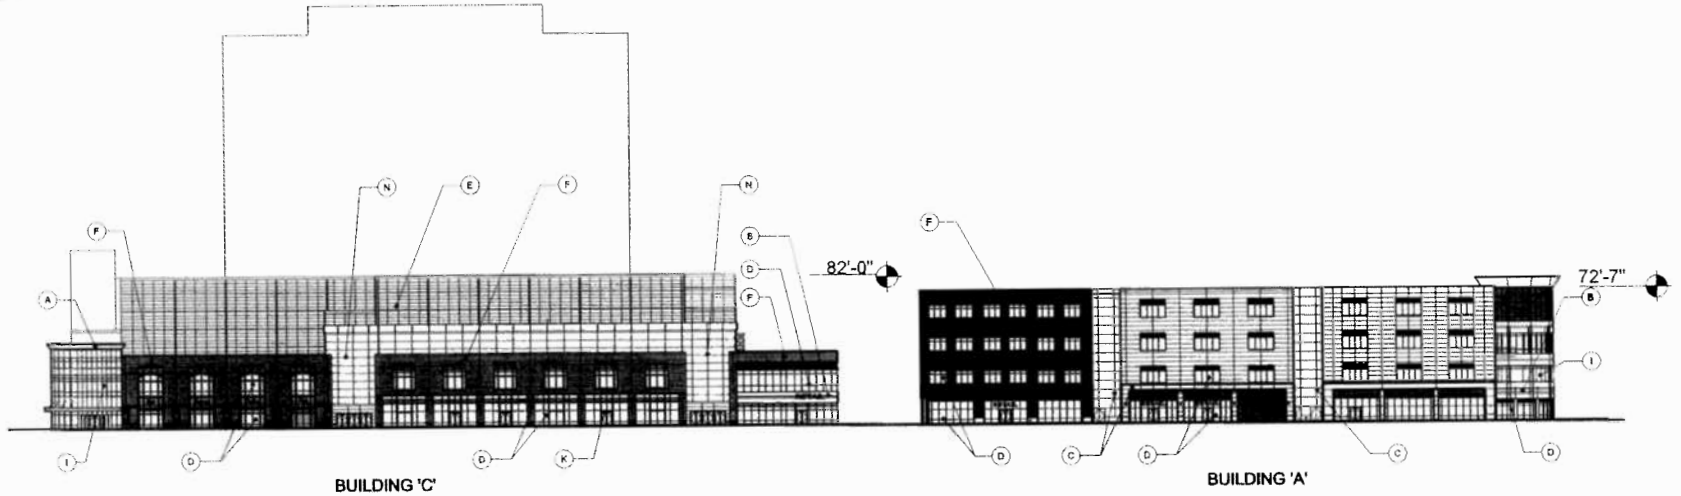 N E F N
F
F
B
82'-0"
D
72'-7"
A
F
B
I
I D D K
D C D C D
BUILDING 'C'
BUILDING 'A'